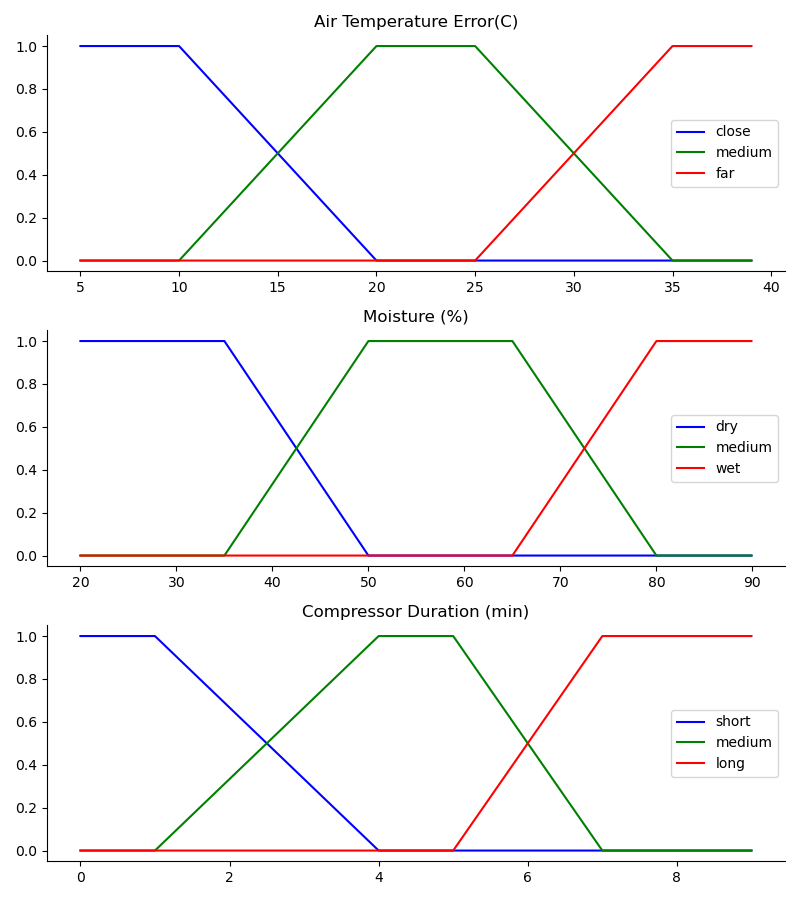 Air Temperature Error(C)
1.0
0.8
0.6
0.4
0.2
0.0
close
medium
far
5 10 15 20 25 30 35 40
Moisture (%)
1.0
0.8
0.6
0.4
0.2
0.0
dry
medium
wet
20 30 40 50 60 70 80 90
Compressor Duration (min)
1.0
0.8
0.6
0.4
0.2
0.0
short
medium
long
0 2 4 6 8